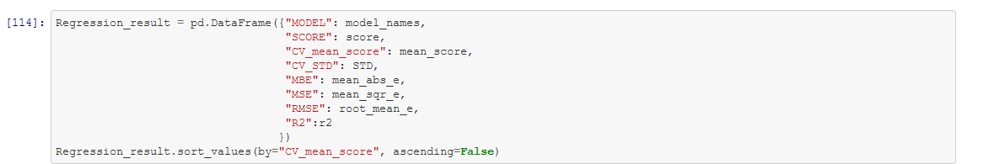 [114]: Regression_result = pd.DataFrame({"MODEL": model_names,
"SCORE": score,
"CV_mean_score": mean_score,
"CV_STD": STD,
"MBE": mean_abs_e,
"MSE": mean_sqr_e,
"RMSE": root_mean_e,
"R2":r2
})
Regression_result.sort_values(by="CV_mean_score", ascending=False)